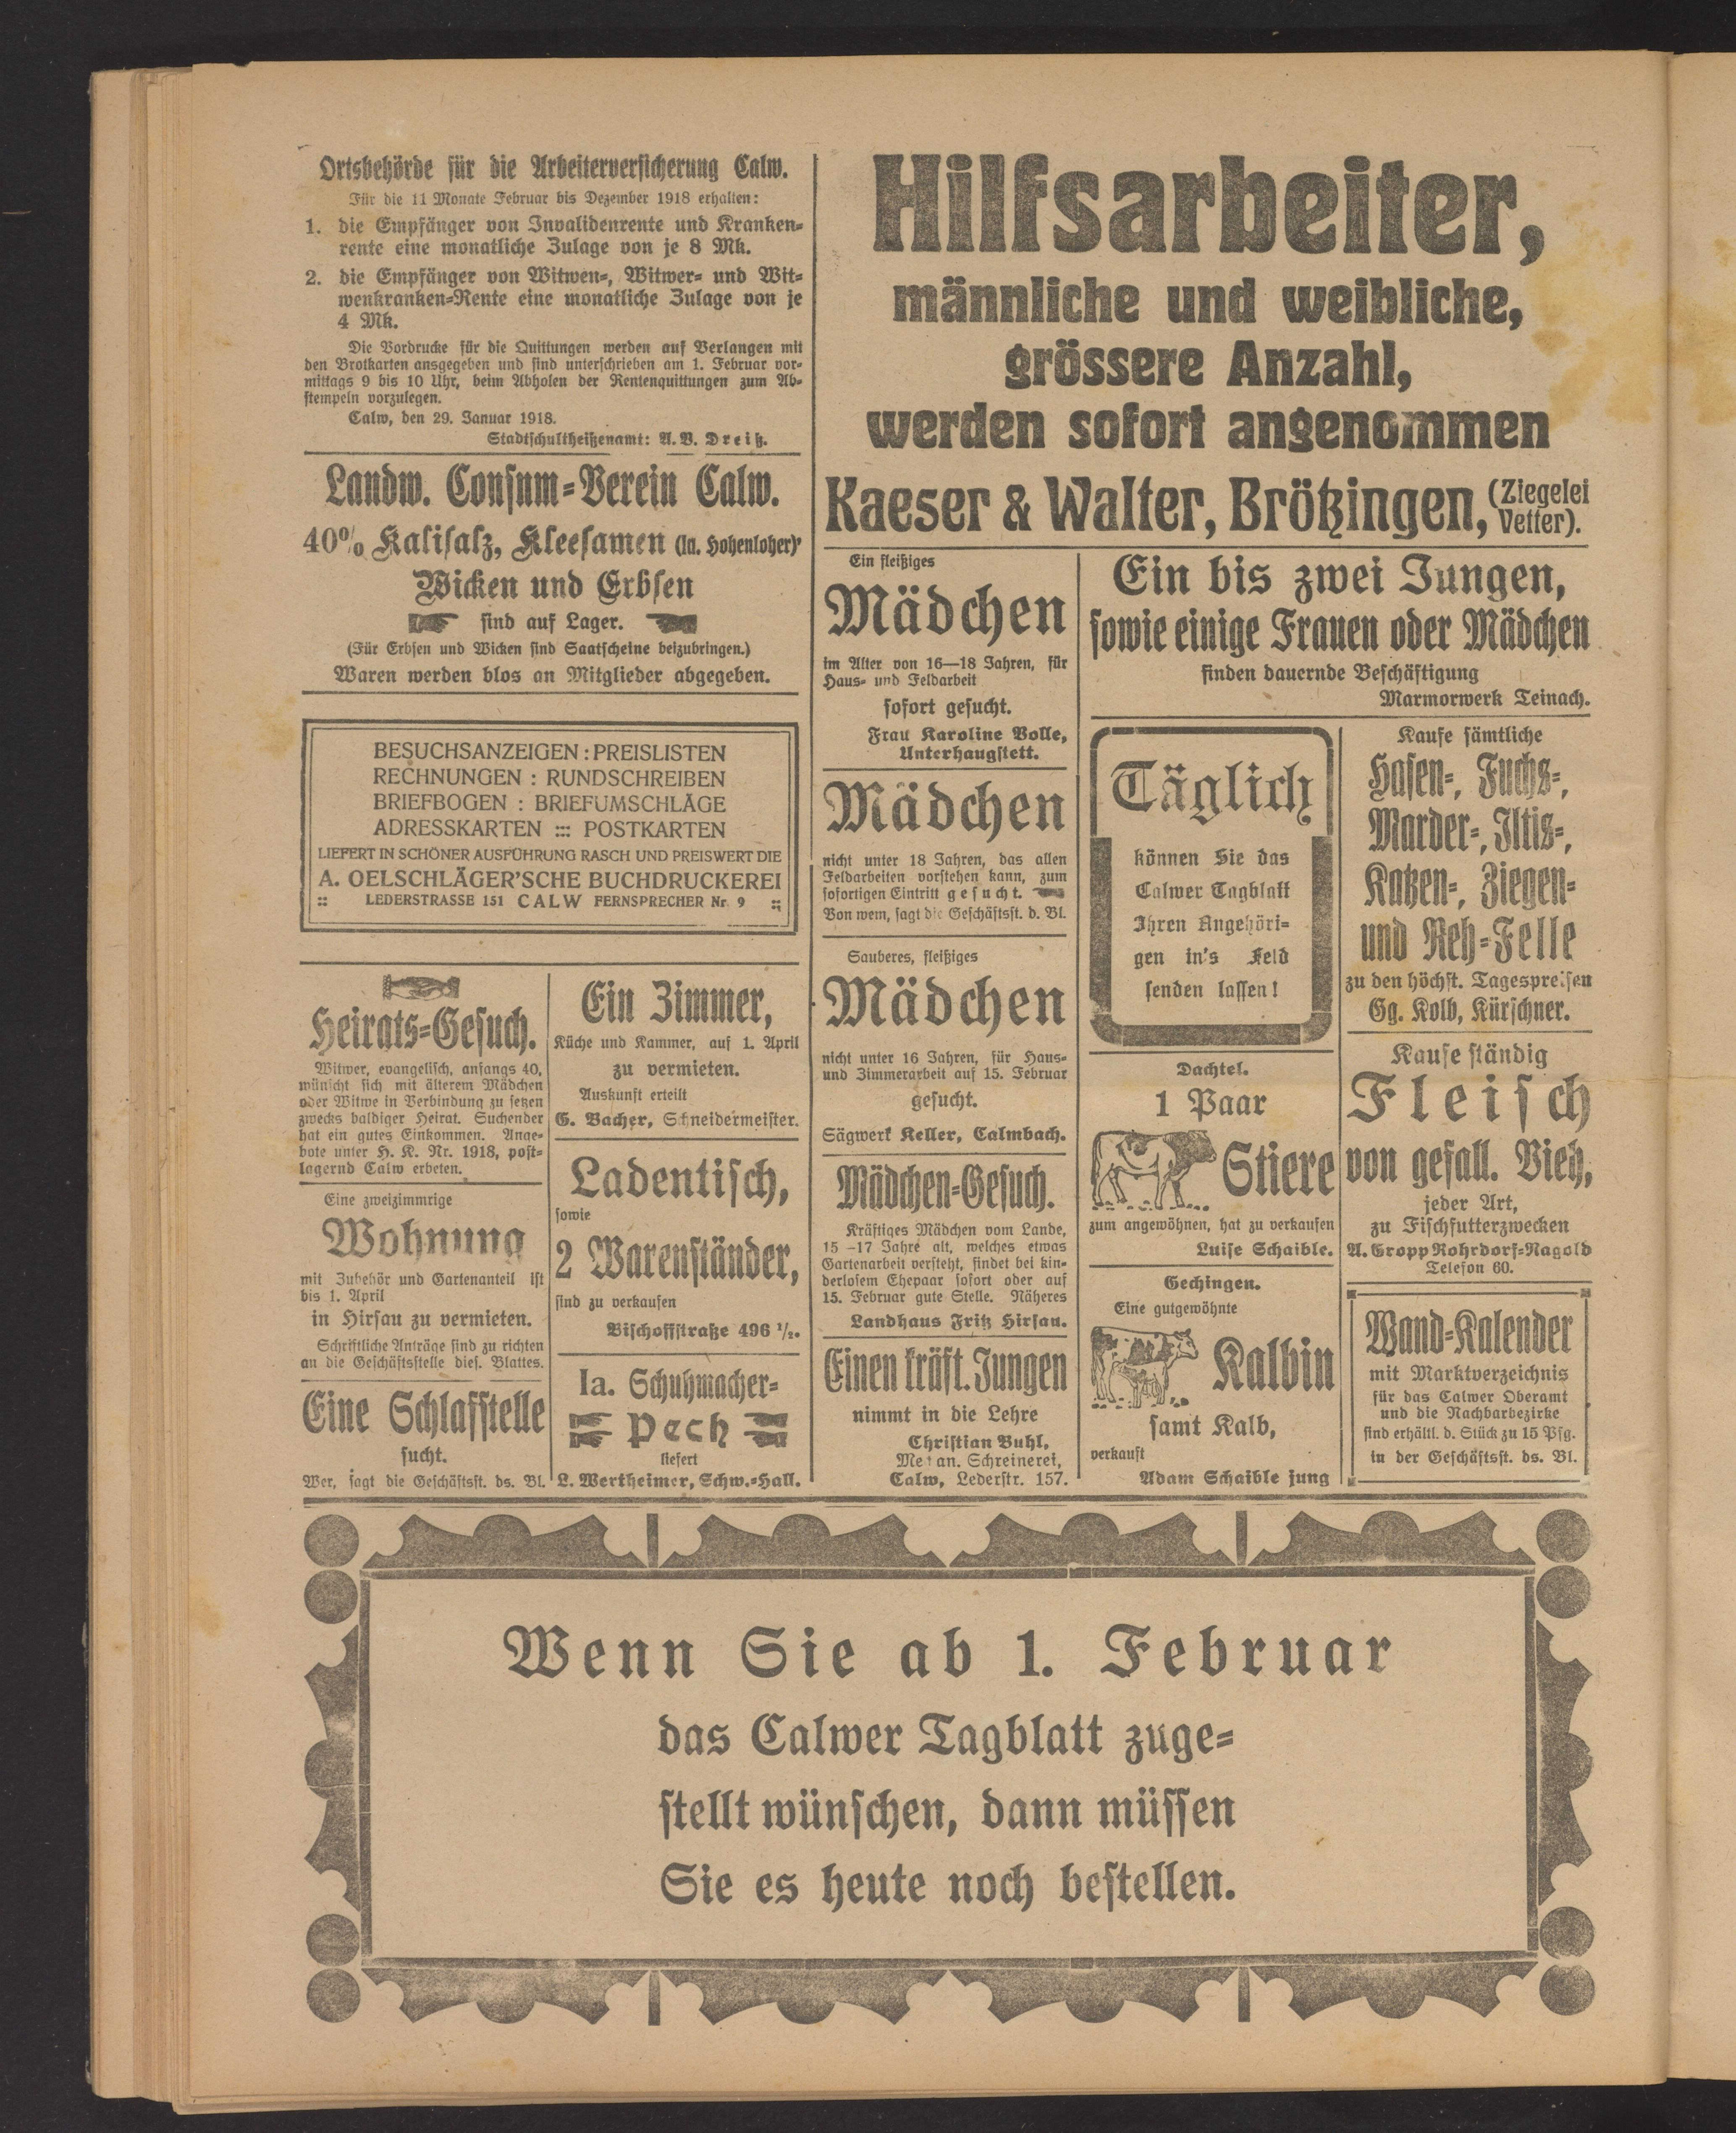 Ortsbehörde für die Arbeiterversicherung Calw.
Für die 11 Monate Februar bis Dezember 1918 erhalten:
1. die Empfänger von Invalidenrente und Kranken-
rente eine monatliche Zulage von je 8 Mk.
2. die Empfänger von Witwen-, Witwer- und Wit-
wenkranken-Rente eine monatliche Zulage von je
4 Mk.
Die Vordrucke für die Quittungen werden auf Verlangen mit
den Brotkarten ansgegeben und sind unterschrieben am 1. Februar vor-
mittags 9 bis 10 Uhr, beim Abholen der Rentenquittungen zum Ab-
stempeln vorzulegen.
Calw, den 29. Januar 1918.
Stadtschultheißenamt: A. V. Dreiß.
Landw. Consum-Verein Calw.
40% Kalisalz, Kleesamen (Ia. Hohenloher)
Wicken und Erbsen
sind auf Lager.
(Für Erbsen und Wicken sind Saatscheine beizubringen.)
Waren werden blos an Mitglieder abgegeben.
BESUCHSANZEIGEN : PREISLISTEN
RECHNUNGEN : RUNDSCHREIBEN
BRIEFBOGEN : BRIEFUMSCHLÄGE
ADRESSKARTEN ::: POSTKARTEN
LIEFERT IN SCHÖNER AUSFÜHRUNG RASCH UND PREISWERT DIE
A. OELSCHLÄGER'SCHE BUCHDRUCKEREI
:: LEDERSTRASSE 151 CALW FERNSPRECHER Nr. 9 ::
Heirats-Gesuch.
Witwer, evangelisch, anfangs 40,
wünscht sich mit älterem Mädchen
oder Witwe in Verbindung zu setzen
zwecks baldiger Heirat. Suchender
hat ein gutes Einkommen. Ange-
bote unter H. K. Nr. 1918, post-
lagernd Calw erbeten.
Eine zweizimmrige
Wohnung
mit Zubehör und Gartenanteil ist
bis 1. April
in Hirsau zu vermieten.
Schriftliche Anträge sind zu richten
an die Geschäftsstelle dies. Blattes.
Eine Schlafstelle
sucht.
Wer, sagt die Geschäftsst. ds. Bl.
Ein Zimmer,
Küche und Kammer, auf 1. April
zu vermieten.
Auskunft erteilt
G. Bacher, Schneidermeister.
Ladentisch,
sowie
2 Warenständer,
sind zu verkaufen
Bischoffstraße 496 1/2.
Ia. Schuhmacher-
Pech
liefert
L. Wertheimer, Schw.-Hall.
Hilfsarbeiter,
männliche und weibliche,
grössere Anzahl,
werden sofort angenommen
Kaeser & Walter, Brötzingen, (Ziegelei
Vetter).
Ein fleißiges
Mädchen
im Alter von 16—18 Jahren, für
Haus- und Feldarbeit
sofort gesucht.
Frau Karoline Volle,
Unterhaugstett.
Mädchen
nicht unter 18 Jahren, das allen
Feldarbeiten vorstehen kann, zum
sofortigen Eintritt gesucht.
Von wem, sagt die Geschäftsst. d. Bl.
Sauberes, fleißiges
Mädchen
nicht unter 16 Jahren, für Haus-
und Zimmerarbeit auf 15. Februar
gesucht.
Sägwerk Keller, Calmbach.
Mädchen-Gesuch.
Kräftiges Mädchen vom Lande,
15—17 Jahre alt, welches etwas
Gartenarbeit versteht, findet bei kin-
derlosem Ehepaar sofort oder auf
15. Februar gute Stelle. Näheres
Landhaus Fritz Hirsau.
Einen kräft. Jungen
nimmt in die Lehre
Christian Buhl,
Mechan. Schreinerei,
Calw, Lederstr. 157.
Ein bis zwei Jungen,
sowie einige Frauen oder Mädchen
finden dauernde Beschäftigung
Marmorwerk Teinach.
Täglich
können Sie das
Calwer Tagblatt
Ihren Angehöri-
gen in's Feld
senden lassen!
Dachtel.
1 Paar
Stiere
zum angewöhnen, hat zu verkaufen
Luise Schaible.
Gechingen.
Eine gutgewöhnte
Kalbin
samt Kalb,
verkauft
Adam Schaible jung
Kaufe sämtliche
Hasen-, Fuchs-,
Marder-, Iltis-,
Katzen-, Ziegen-
und Reh-Felle
zu den höchst. Tagespreisen
Gg. Kolb, Kürschner.
Kaufe ständig
Fleisch
von gefall. Vieh,
jeder Art,
zu Fischfutterzwecken
A. Gropp Rohrdorf-Nagold
Telefon 60.
Wand-Kalender
mit Marktverzeichnis
für das Calwer Oberamt
und die Nachbarbezirke
sind erhältl. d. Stück zu 15 Pfg.
in der Geschäftsst. ds. Bl.
Wenn Sie ab 1. Februar
das Calwer Tagblatt zuge-
stellt wünschen, dann müssen
Sie es heute noch bestellen.